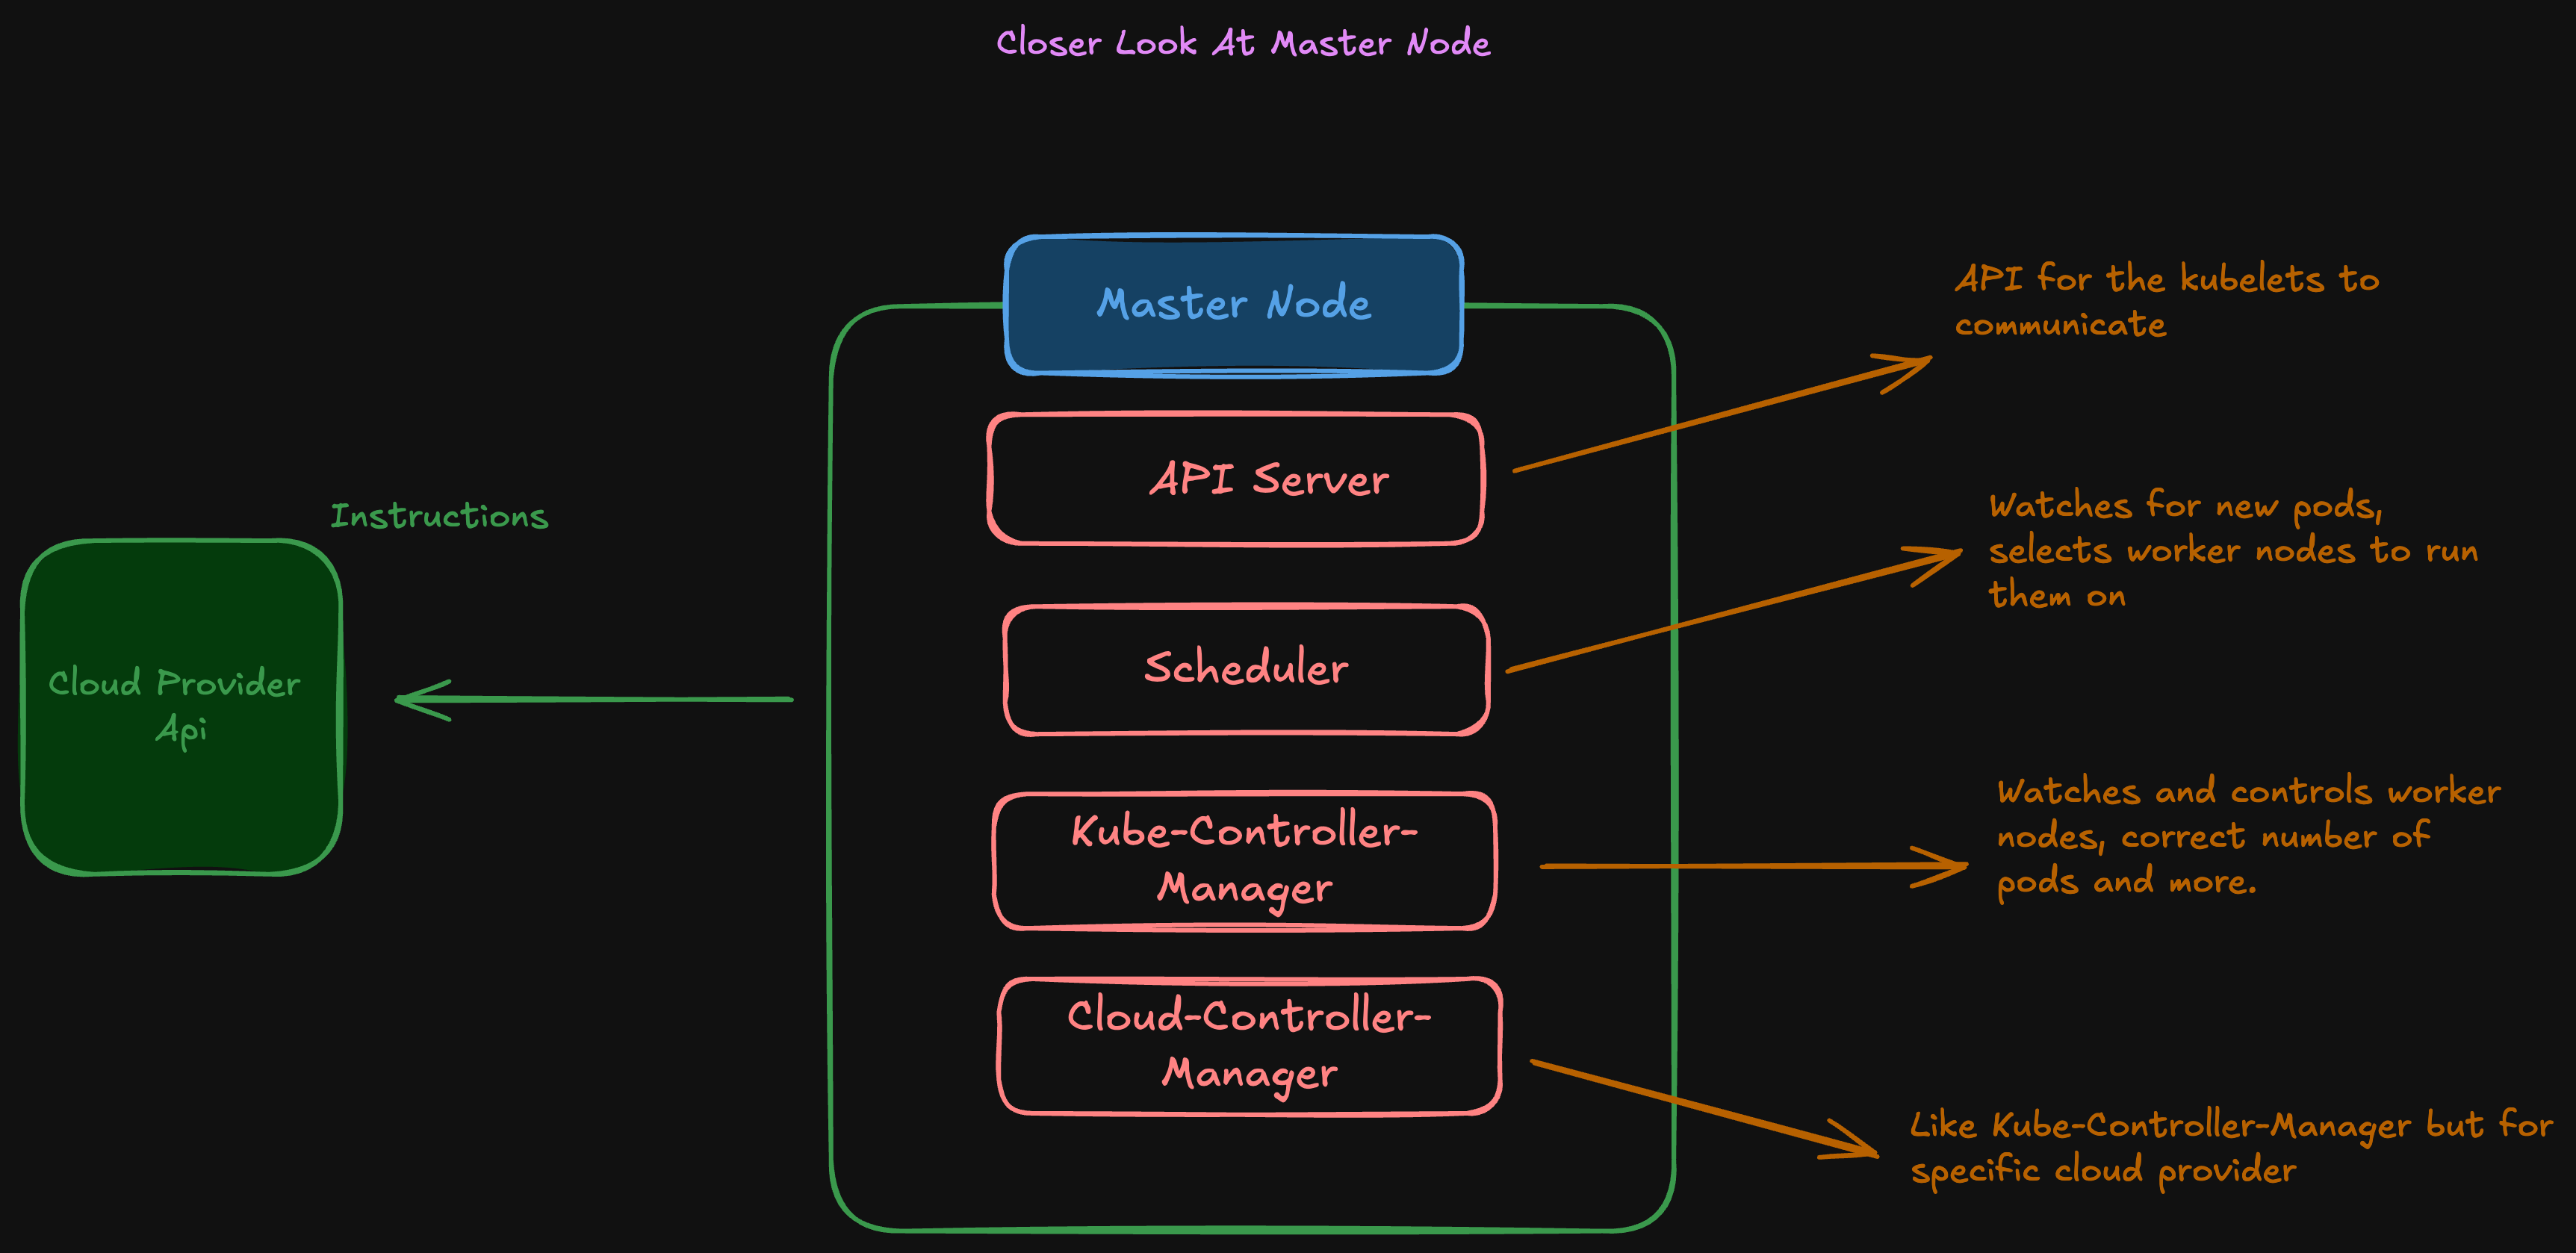 Closer Look At Master Node
Master Node
API for the kubelets to
communicate
API Server
Watches for new pods,
selects worker nodes to run
them on
Instructions
Scheduler
Cloud Provider
Api
Kube-Controller-
Manager
Watches and controls worker
nodes, correct number of
pods and more.
Cloud-Controller-
Manager
Like Kube-Controller-Manager but for
specific cloud provider